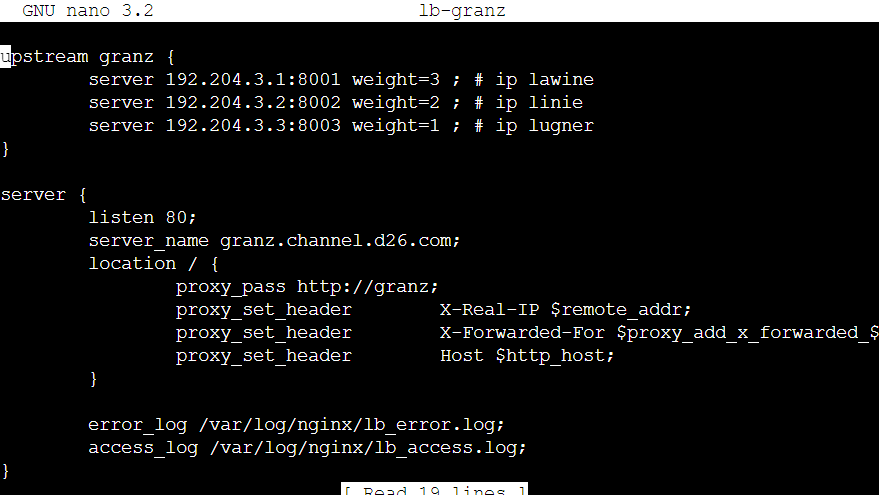 GNU nano 3.2 lb-granz
upstream granz {
        server 192.204.3.1:8001 weight=3 ; # ip lawine
        server 192.204.3.2:8002 weight=2 ; # ip linie
        server 192.204.3.3:8003 weight=1 ; # ip lugner
}
server {
        listen 80;
        server_name granz.channel.d26.com;
        location / {
                proxy_pass http://granz;
                proxy_set_header        X-Real-IP $remote_addr;
                proxy_set_header        X-Forwarded-For $proxy_add_x_forwarded_$
                proxy_set_header        Host $http_host;
        }
        error_log /var/log/nginx/lb_error.log;
        access_log /var/log/nginx/lb_access.log;
}
[ Read 19 lines ]